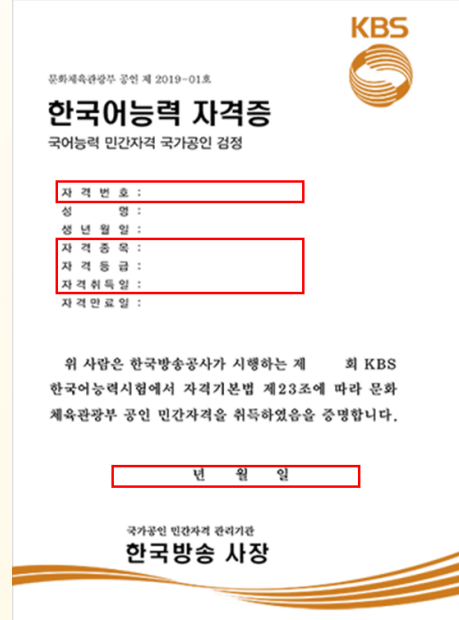 KBS
문화체육관광부 공인 제 2019-01호
한국어능력 자격증
국어능력 민간자격 국가공인 검정
자 격 번 호 :
성 명 :
생 년 월 일 :
자 격 종 목 :
자 격 등 급 :
자격취득일 :
자격만료일 :
위 사람은 한국방송공사가 시행하는 제 회 KBS
한국어능력시험에서 자격기본법 제23조에 따라 문화
체육관광부 공인 민간자격을 취득하였음을 증명합니다.
년 월 일
국가공인 민간자격 관리기관
한국방송 사장